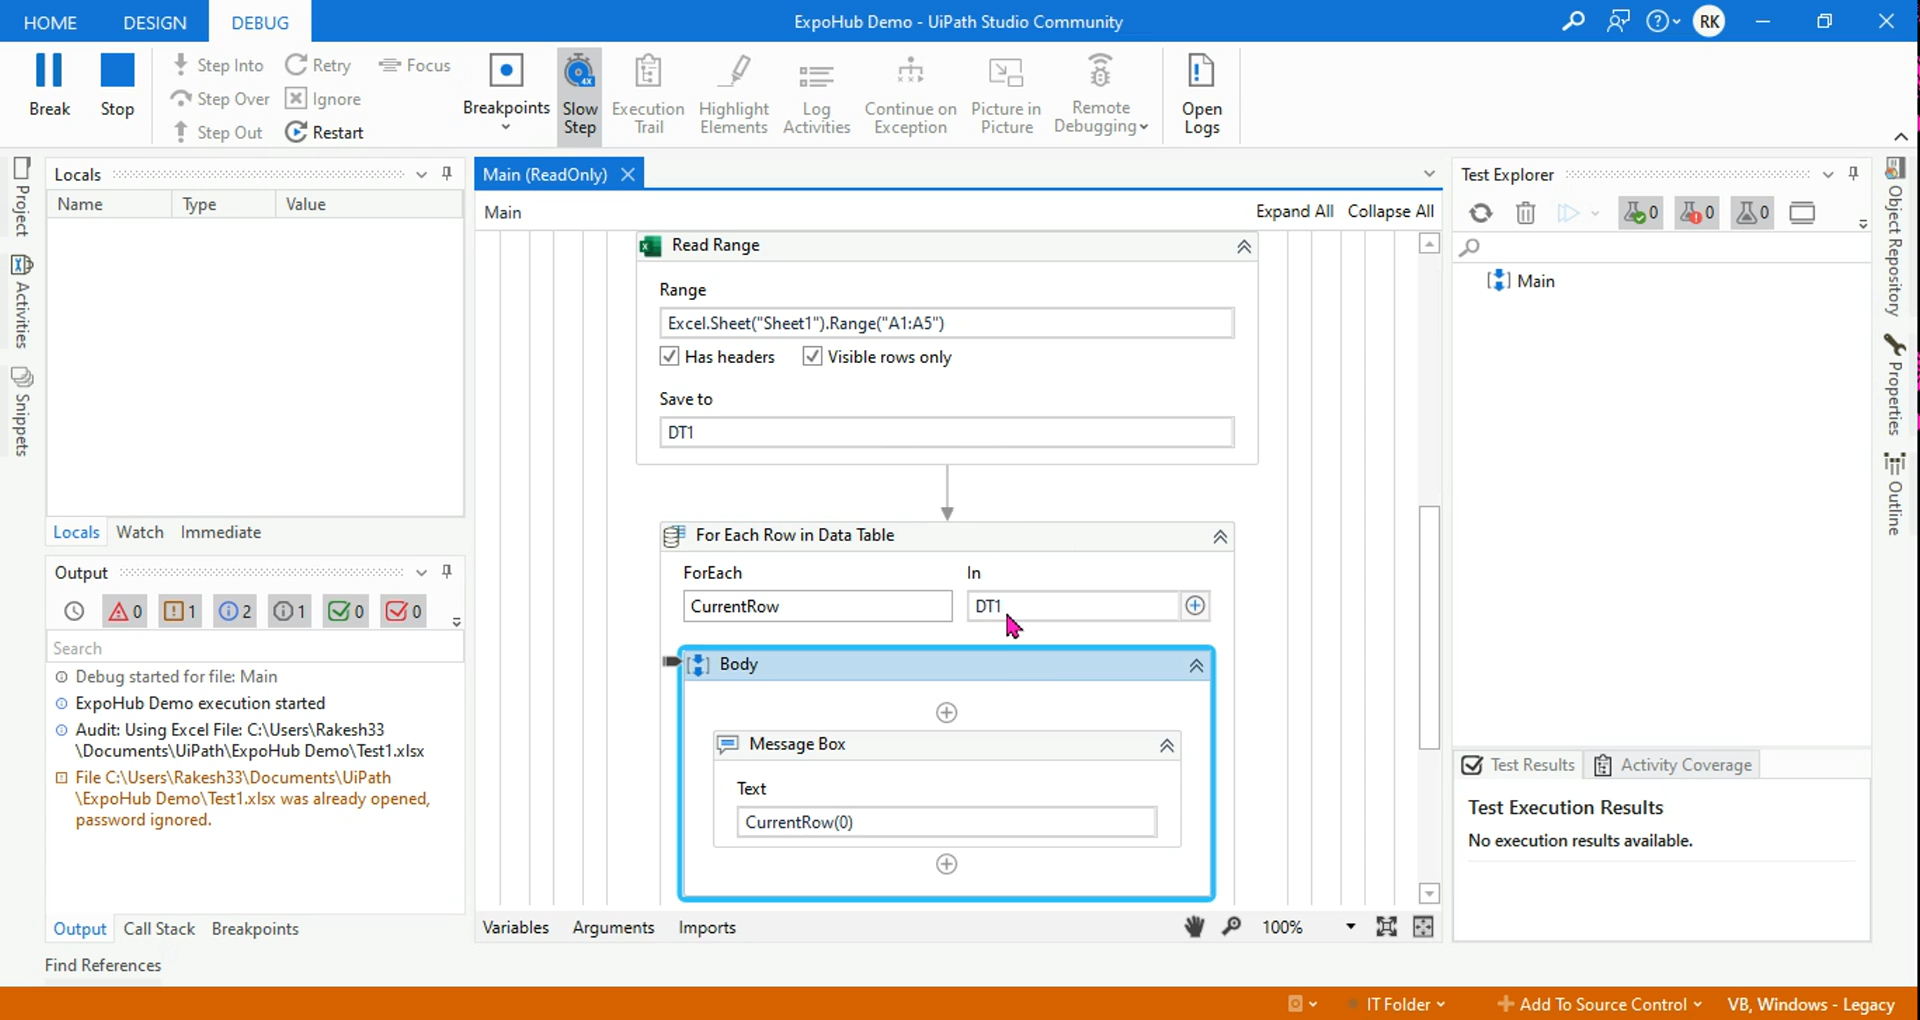 HOME DESIGN DEBUG ExpoHub Demo - UiPath Studio Community RK
Break
Stop
Step Into
Step Over
Step Out
Retry
Ignore
Restart
Focus
Breakpoints
Slow
Step
Execution
Trail
Highlight
Elements
Log
Activities
Continue on
Exception
Picture in
Picture
Remote
Debugging
Open
Logs
Project
Activities
Snippets
Locals
Name Type Value
Locals Watch Immediate
Output
0 1 2 1 0 0
Search
Debug started for file: Main
ExpoHub Demo execution started
Audit: Using Excel File: C:\Users\Rakesh33
\Documents\UiPath\ExpoHub Demo\Test1.xlsx
File C:\Users\Rakesh33\Documents\UiPath
\ExpoHub Demo\Test1.xlsx was already opened,
password ignored.
Output Call Stack Breakpoints
Find References
Main (ReadOnly)
Main Expand All Collapse All
Read Range
Range
Excel.Sheet("Sheet1").Range("A1:A5")
Has headers Visible rows only
Save to
DT1
For Each Row in Data Table
ForEach In
CurrentRow DT1
Body
Message Box
Text
CurrentRow(0)
Variables Arguments Imports 100%
Test Explorer
0 0 0
Main
Test Results Activity Coverage
Test Execution Results
No execution results available.
Object Repository
Properties
Outline
IT Folder Add To Source Control VB, Windows - Legacy